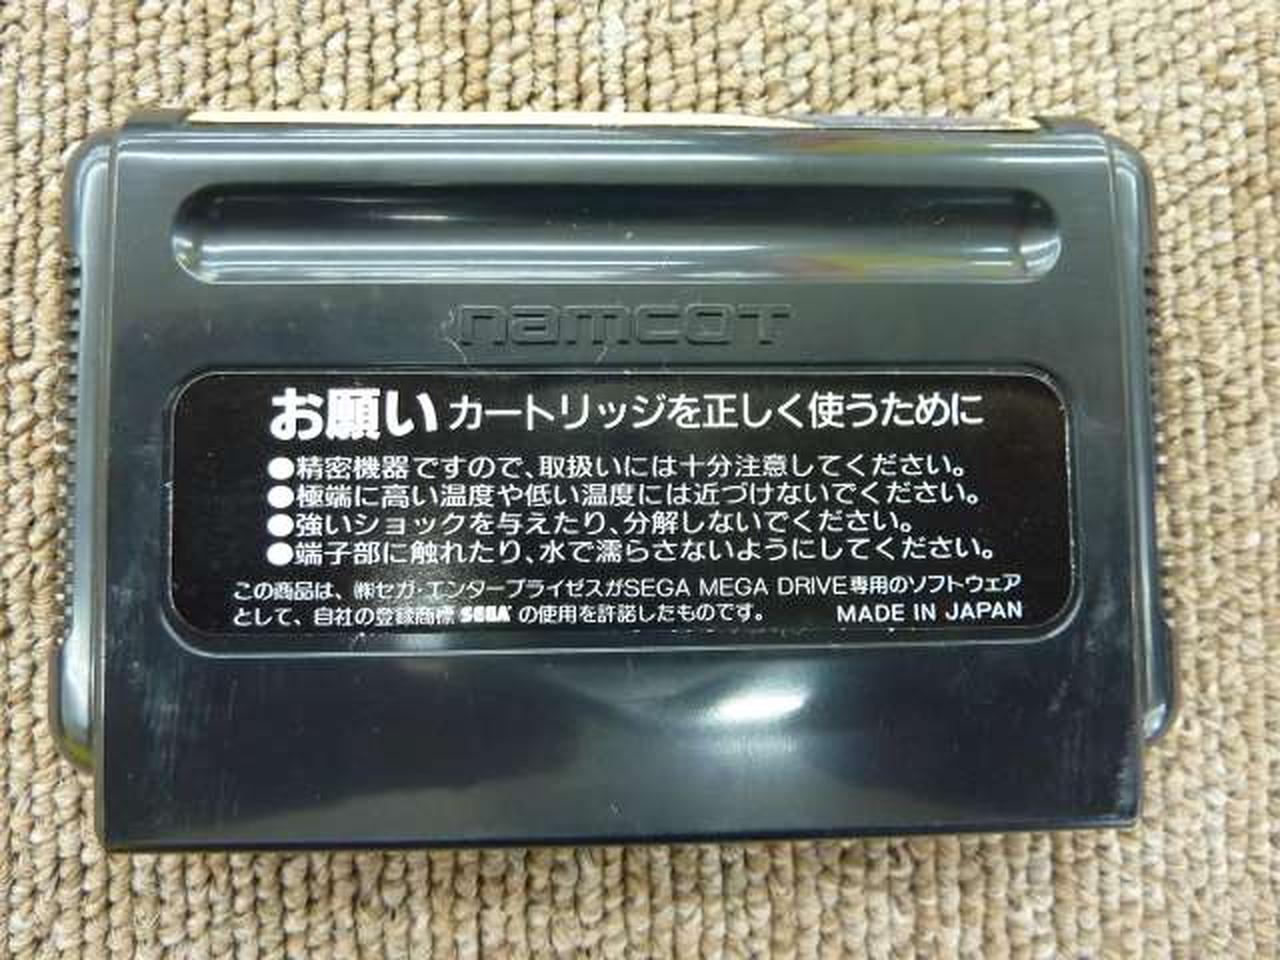 namcot
お願い カートリッジを正しく使うために
●精密機器ですので、取扱いには十分注意してください。
●極端に高い温度や低い温度には近づけないでください。
●強いショックを与えたり、分解しないでください。
●端子部に触れたり、水で濡らさないようにしてください。
この商品は、㈱セガ・エンタープライゼスがSEGA MEGA DRIVE専用のソフトウェア
として、自社の登録商標 SEGA の使用を許諾したものです。 MADE IN JAPAN